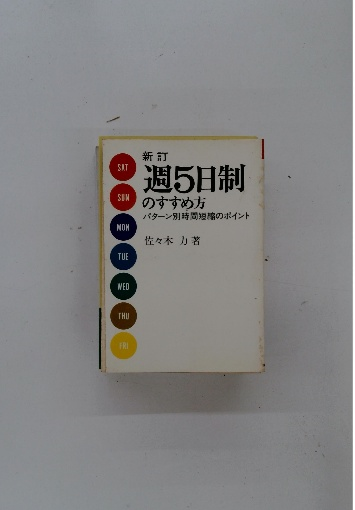 新訂
週5日制
のすすめ方
パターン別時間短縮のポイント
佐々木 力著
SAT
SUN
MON
TUE
WED
THU
FRI